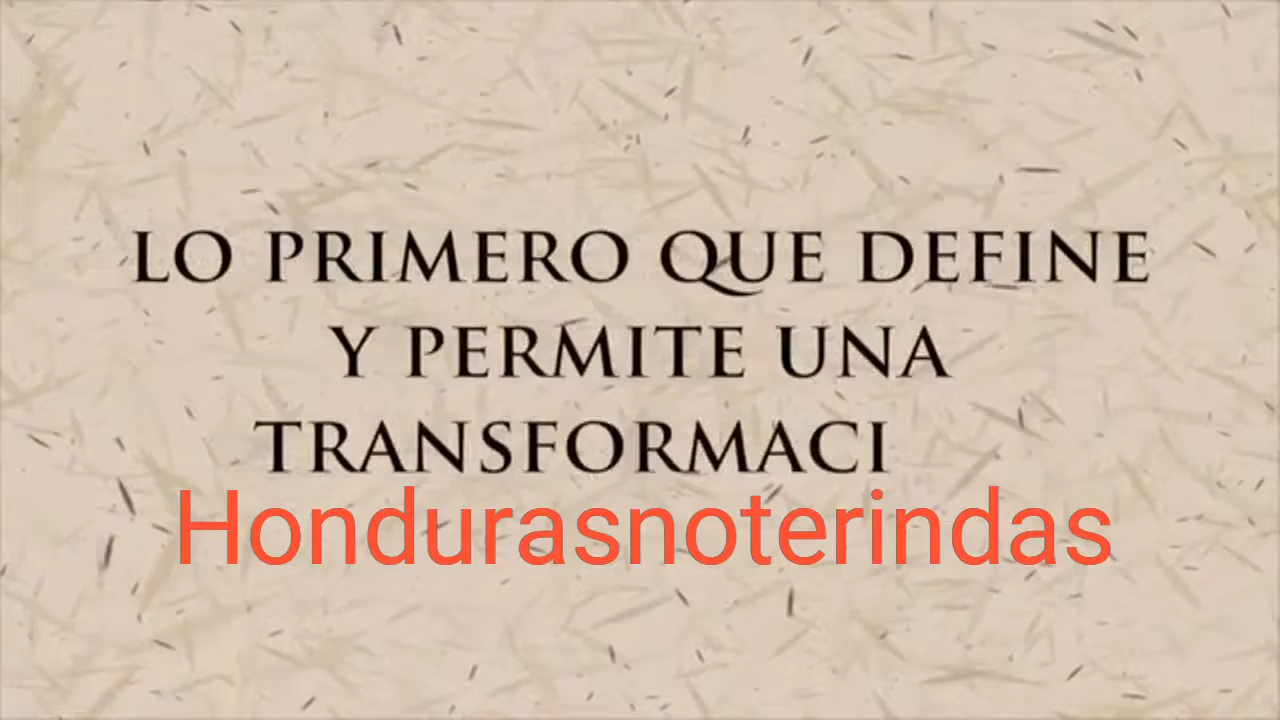 LO PRIMERO QUE DEFINE
Y PERMITE UNA
TRANSFORMACI
Hondurasnoterindas